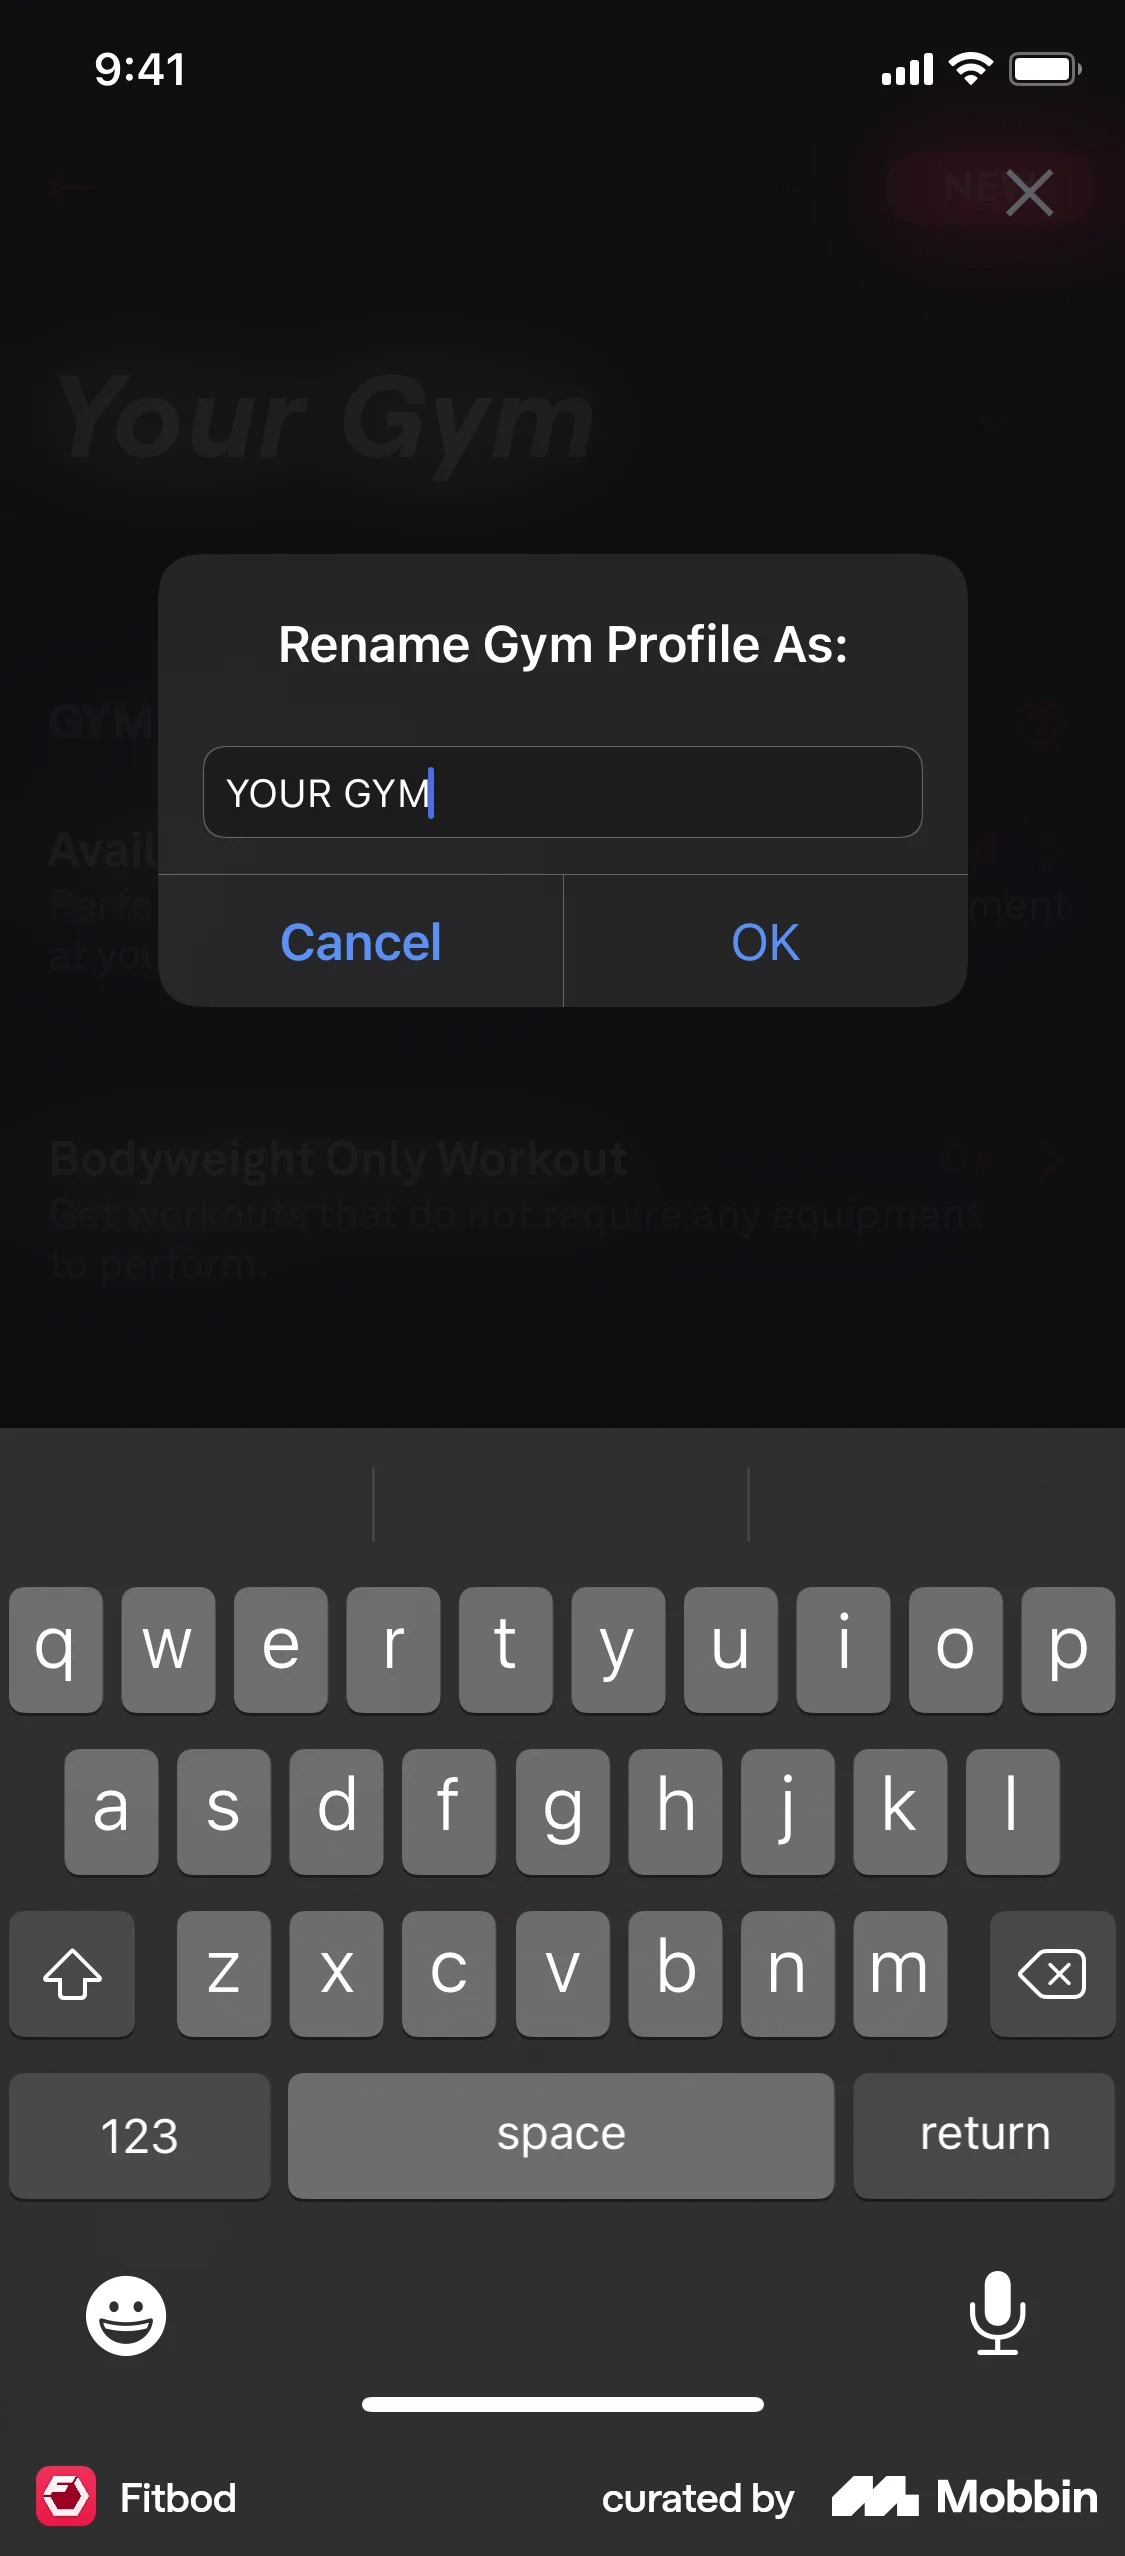 9:41
NEW
Your Gym
Rename Gym Profile As:
GYM
YOUR GYM
Avail
Perfo
ment
at you
Cancel
OK
Bodyweight Only Workout
Get workouts that do not require any equipment
to perform.
q w e r t y u i o p
a s d f g h j k l
z x c v b n m
123 space return
Fitbod
curated by Mobbin